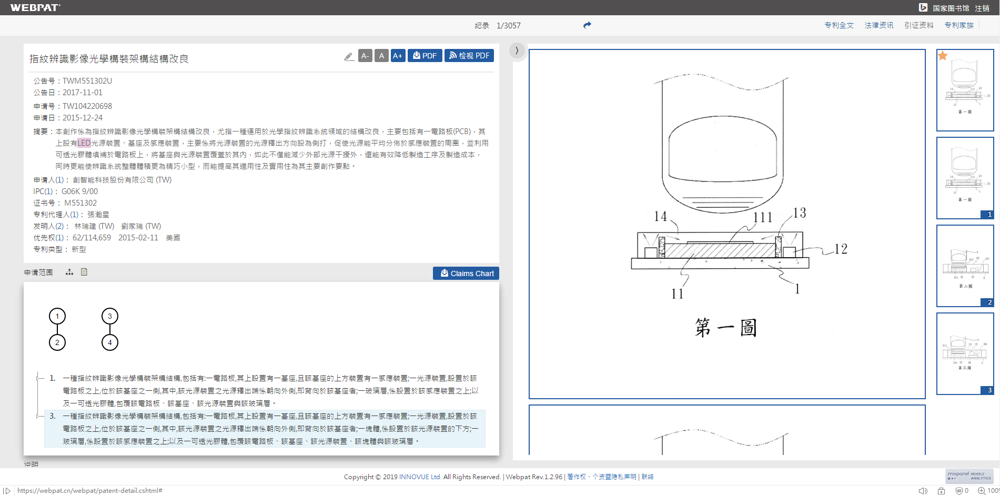 WEBPAT
国家图书馆 注销
纪录 1/3057
专利全文 法律资讯 引证资料 专利家族
指紋辨識影像光學構裝架構結構改良
A- A A+ PDF 检视 PDF
公告号：TWM551302U
公告日：2017-11-01
申请号：TW104220698
申请日：2015-12-24
摘要：本創作係為指紋辨識影像光學構裝架構結構改良，尤指一種運用於光學指紋辨識系統領域的結構改良，主要包括有一電路板(PCB)，其
上設有LED光源裝置、基座及感應裝置，主要係將光源裝置的光源釋出方向設為側打，促使光源能平均分佈於感應裝置的周圍，並利用
可透光膠體填補於電路板上，將基座與光源裝置覆蓋於其內，如此不僅能減少外部光源干擾外，還能有效降低製造工序及製造成本，
同時更能使辨識系統整體體積更為精巧小型，而能提高其適用性及實用性為其主要創作要點。
申请人(1)： 創智能科技股份有限公司 (TW)
IPC(1)： G06K 9/00
证书号： M551302
专利代理人(1)： 張瀚星
发明人(2)： 林瑞建 (TW) 劉家瑞 (TW)
优先权(1)： 62/114,659 2015-02-11 美國
专利类型： 新型
申请范围
Claims Chart
1 3
2 4
1. 一種指紋辨識影像光學構裝架構結構,包括有:一電路板,其上設置有一基座,且該基座的上方裝置有一感應裝置;一光源裝置,設置於該
電路板之上,位於該基座之一側,其中,該光源裝置之光源釋出端係朝向外側,即背向於該基座者;一玻璃層,係設置於該感應裝置之上;以
及一可透光膠體,包覆該電路板、該基座、該光源裝置與該玻璃層。
3. 一種指紋辨識影像光學構裝架構結構,包括有:一電路板,其上設置有一基座,且該基座的上方裝置有一感應裝置;一光源裝置,設置於該
電路板之上,位於該基座之一側,其中,該光源裝置之光源釋出端係朝向外側,即背向於該基座者;一塊體,係設置於該光源裝置的下方;一
玻璃層,係設置於該感應裝置之上;以及一可透光膠體,包覆該電路板、該基座、該光源裝置、該塊體與該玻璃層。
说明
14 111 13
12
11 1
第一圖
第一圖
第一圖
1
第二圖
2
第三圖
3
Copyright © 2019 INNOVUE Ltd. All Rights Reserved. | Webpat Rev.1.2.96 | 著作权、个资暨隐私声明 | 联络
mixpanel MOBILE ANALYTICS
https://webpat.cn/webpat/patent-detail.cshtml#
0 100%